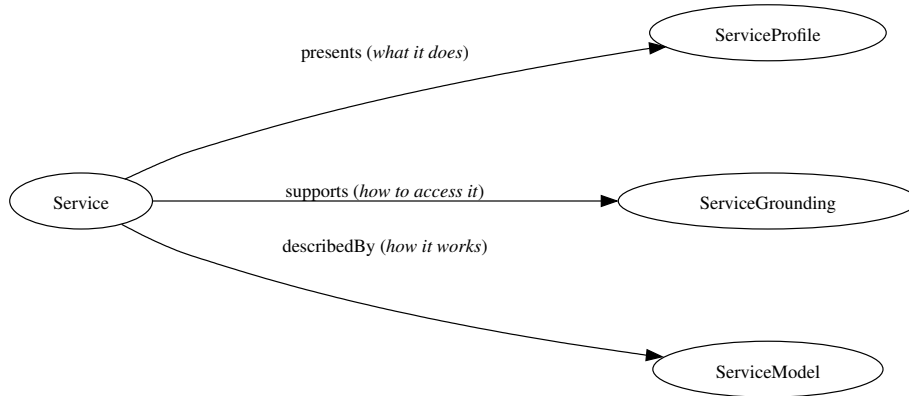 ServiceProfile
presents (what it does)
Service
supports (how to access it)
ServiceGrounding
describedBy (how it works)
ServiceModel